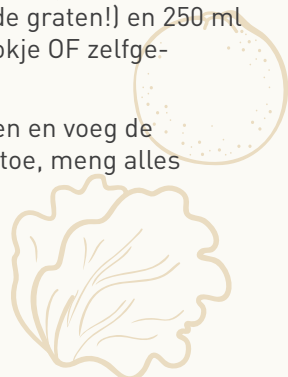 de graten!) en 250 ml
okje OF zelfge-
en en voeg de
toe, meng alles